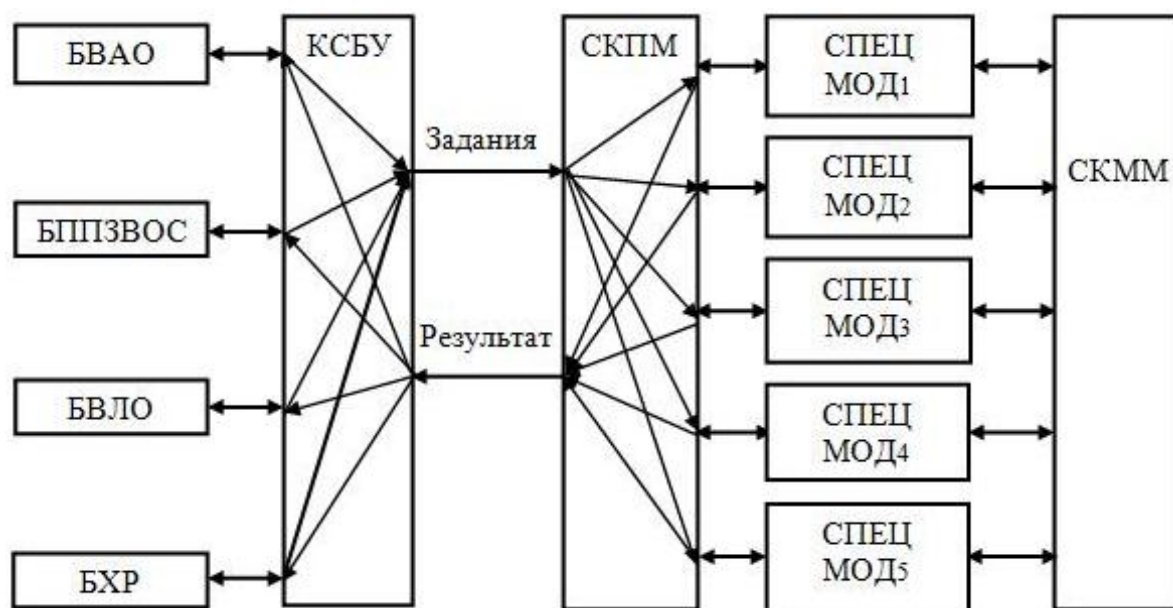 БВАО
БППЗВОС
БВЛО
БХР
КСБУ
Задания
Результат
СКПМ
СПЕЦ
МОД1
СПЕЦ
МОД2
СПЕЦ
МОД3
СПЕЦ
МОД4
СПЕЦ
МОД5
СКММ